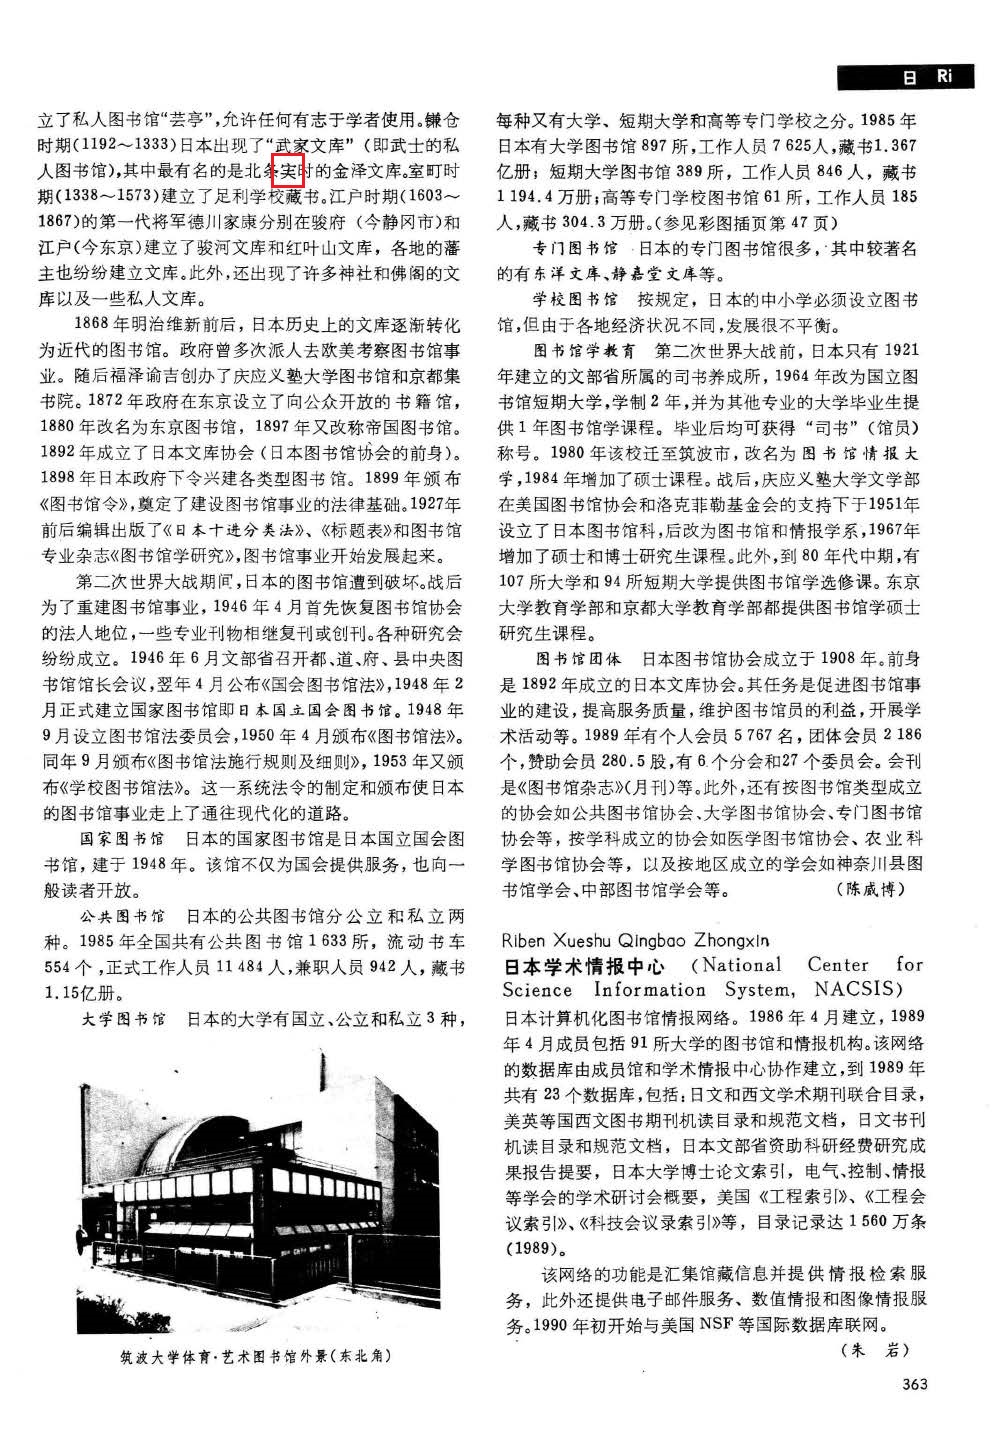 日 Ri
立了私人图书馆“芸亭”,允许任何有志于学者使用。鎌仓
时期(1192～1333)日本出现了“武家文库”(即武士的私
人图书馆),其中最有名的是北条实时的金泽文库。室町时
期(1338～1573)建立了足利学校藏书。江户时期(1603～
1867)的第一代将军德川家康分别在骏府(今静冈市)和
江户(今东京)建立了骏河文库和红叶山文库,各地的藩
主也纷纷建立文库。此外,还出现了许多神社和佛阁的文
库以及一些私人文库。
1868年明治维新前后,日本历史上的文库逐渐转化
为近代的图书馆。政府曾多次派人去欧美考察图书馆事
业。随后福泽谕吉创办了庆应义塾大学图书馆和京都集
书院。1872年政府在东京设立了向公众开放的书籍馆,
1880年改名为东京图书馆,1897年又改称帝国图书馆。
1892年成立了日本文库协会(日本图书馆协会的前身)。
1898年日本政府下令兴建各类型图书馆。1899年颁布
《图书馆令》,奠定了建设图书馆事业的法律基础。1927年
前后编辑出版了《日本十进分类法》、《标题表》和图书馆
专业杂志《图书馆学研究》,图书馆事业开始发展起来。
第二次世界大战期间,日本的图书馆遭到破坏。战后
为了重建图书馆事业,1946年4月首先恢复图书馆协会
的法人地位,一些专业刊物相继复刊或创刊。各种研究会
纷纷成立。1946年6月文部省召开都、道、府、县中央图
书馆馆长会议,翌年4月公布《国会图书馆法》,1948年2
月正式建立国家图书馆即日本国立国会图书馆。1948年
9月设立图书馆法委员会,1950年4月颁布《图书馆法》。
同年9月颁布《图书馆法施行规则及细则》,1953年又颁
布《学校图书馆法》。这一系统法令的制定和颁布使日本
的图书馆事业走上了通往现代化的道路。
国家图书馆 日本的国家图书馆是日本国立国会图
书馆,建于1948年。该馆不仅为国会提供服务,也向一
般读者开放。
公共图书馆 日本的公共图书馆分公立和私立两
种。1985年全国共有公共图书馆1 633所,流动书车
554个,正式工作人员11 484人,兼职人员942人,藏书
1.15亿册。
大学图书馆 日本的大学有国立、公立和私立3种,
筑波大学体育·艺术图书馆外景(东北角)
每种又有大学、短期大学和高等专门学校之分。1985年
日本有大学图书馆897所,工作人员7 625人,藏书1.367
亿册;短期大学图书馆389所,工作人员846人,藏书
1 194.4万册;高等专门学校图书馆61所,工作人员185
人,藏书304.3万册。(参见彩图插页第47页)
专门图书馆 日本的专门图书馆很多,其中较著名
的有东洋文库、静嘉堂文库等。
学校图书馆 按规定,日本的中小学必须设立图书
馆,但由于各地经济状况不同,发展很不平衡。
图书馆学教育 第二次世界大战前,日本只有1921
年建立的文部省所属的司书养成所,1964年改为国立图
书馆短期大学,学制2年,并为其他专业的大学毕业生提
供1年图书馆学课程。毕业后均可获得“司书”(馆员)
称号。1980年该校迁至筑波市,改名为图书馆情报大
学,1984年增加了硕士课程。战后,庆应义塾大学文学部
在美国图书馆协会和洛克菲勒基金会的支持下于1951年
设立了日本图书馆科,后改为图书馆和情报学系,1967年
增加了硕士和博士研究生课程。此外,到80年代中期,有
107所大学和94所短期大学提供图书馆学选修课。东京
大学教育学部和京都大学教育学部都提供图书馆学硕士
研究生课程。
图书馆团体 日本图书馆协会成立于1908年。前身
是1892年成立的日本文库协会。其任务是促进图书馆事
业的建设,提高服务质量,维护图书馆员的利益,开展学
术活动等。1989年有个人会员5 767名,团体会员2 186
个,赞助会员280.5股,有6个分会和27个委员会。会刊
是《图书馆杂志》(月刊)等。此外,还有按图书馆类型成立
的协会如公共图书馆协会、大学图书馆协会、专门图书馆
协会等,按学科成立的协会如医学图书馆协会、农业科
学图书馆协会等,以及按地区成立的学会如神奈川县图
书馆学会、中部图书馆学会等。 (陈威博)
Riben Xueshu Qingbao Zhongxin
日本学术情报中心 (National Center for
Science Information System, NACSIS)
日本计算机化图书馆情报网络。1986年4月建立,1989
年4月成员包括91所大学的图书馆和情报机构。该网络
的数据库由成员馆和学术情报中心协作建立,到1989年
共有23个数据库,包括:日文和西文学术期刊联合目录,
美英等国西文图书期刊机读目录和规范文档,日文书刊
机读目录和规范文档,日本文部省资助科研经费研究成
果报告提要,日本大学博士论文索引,电气、控制、情报
等学会的学术研讨会概要,美国《工程索引》、《工程会
议索引》、《科技会议录索引》等,目录记录达1 560万条
(1989)。
该网络的功能是汇集馆藏信息并提供情报检索服
务,此外还提供电子邮件服务、数值情报和图像情报服
务。1990年初开始与美国NSF等国际数据库联网。
(朱 岩)
363